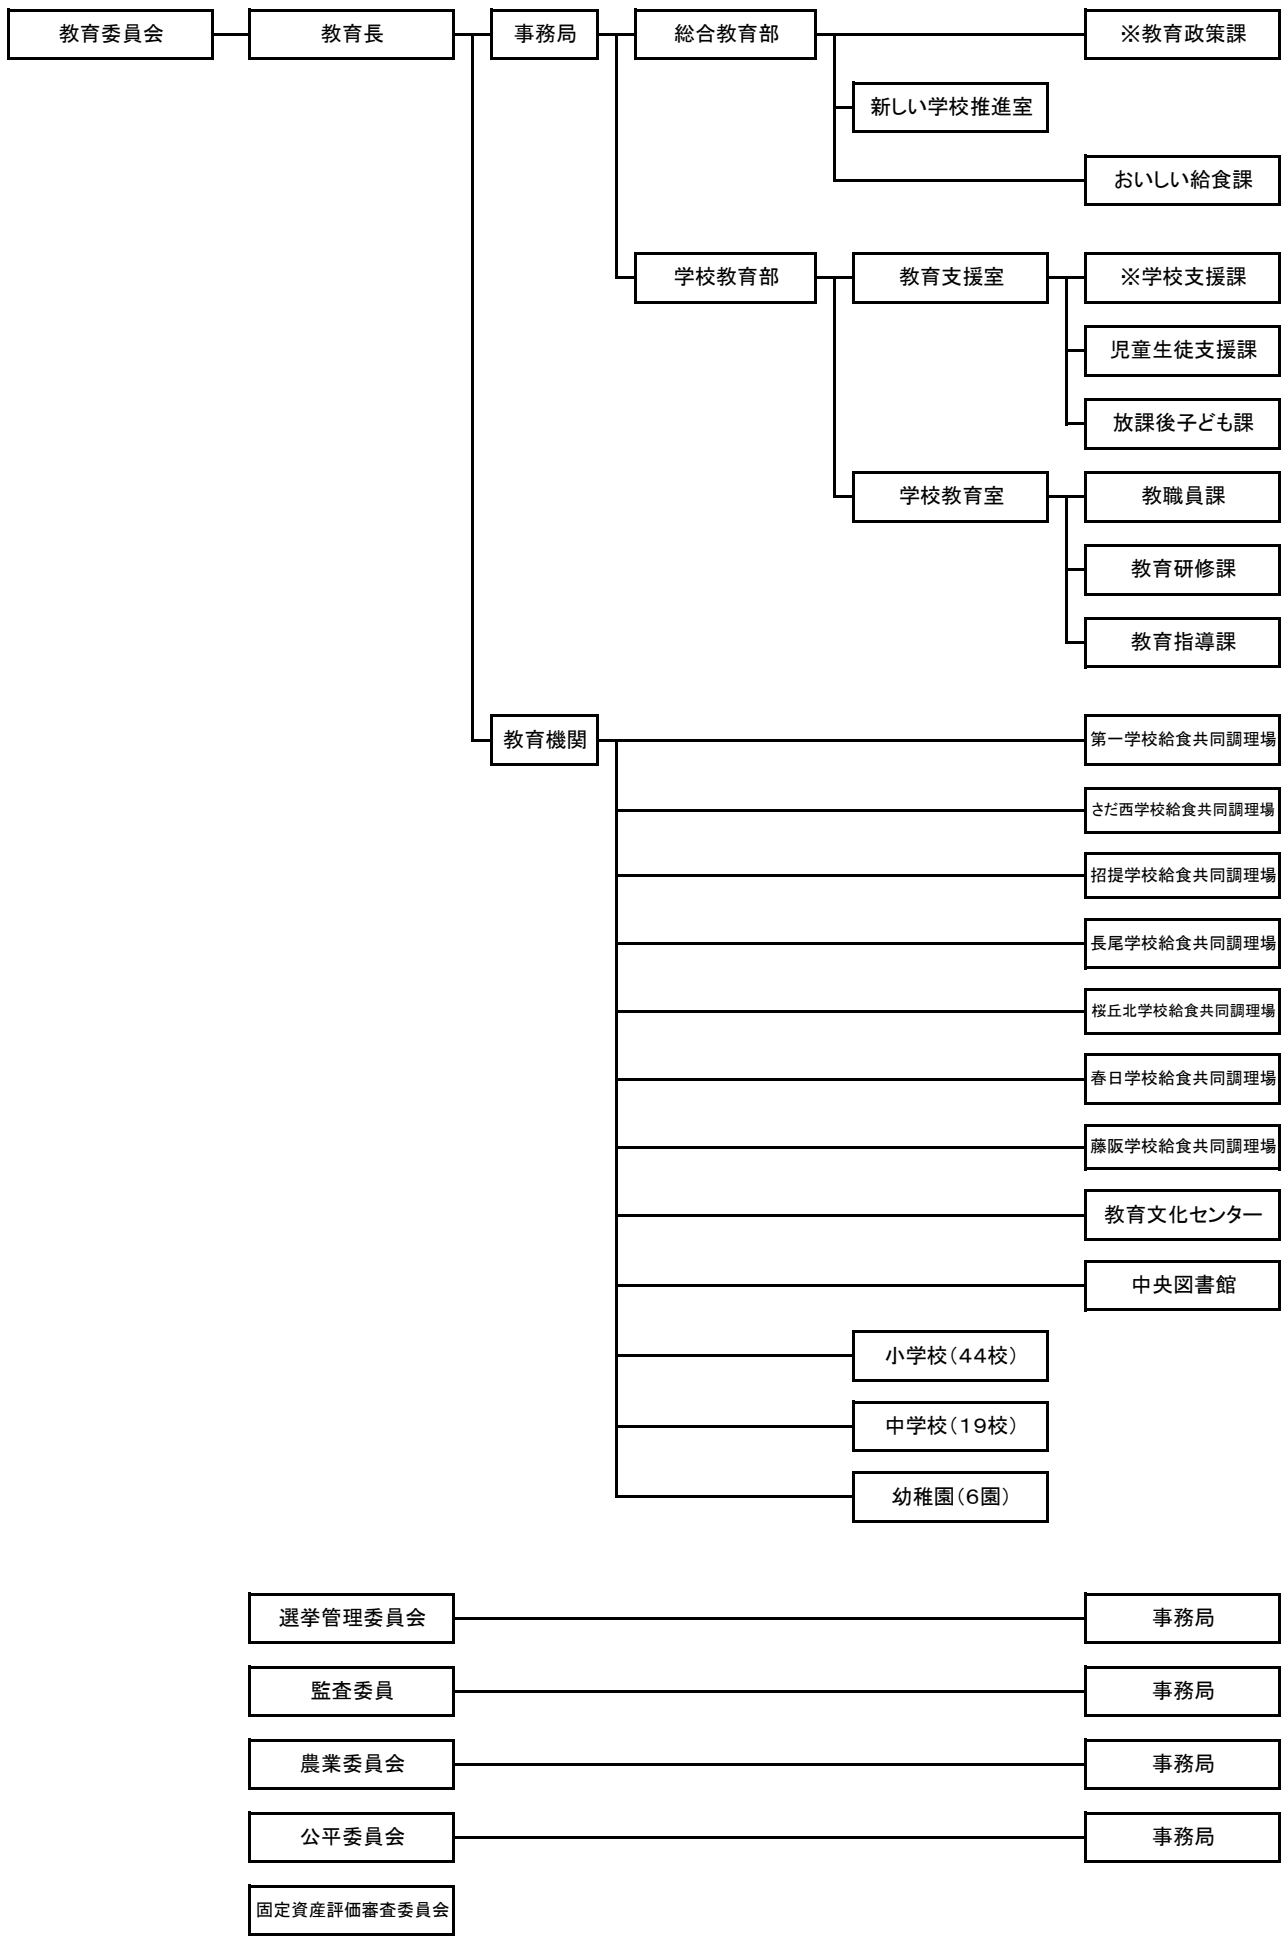 教育委員会
教育長
事務局
総合教育部
※教育政策課
新しい学校推進室
おいしい給食課
学校教育部
教育支援室
※学校支援課
児童生徒支援課
放課後子ども課
学校教育室
教職員課
教育研修課
教育指導課
教育機関
第一学校給食共同調理場
さだ西学校給食共同調理場
招提学校給食共同調理場
長尾学校給食共同調理場
桜丘北学校給食共同調理場
春日学校給食共同調理場
藤阪学校給食共同調理場
教育文化センター
中央図書館
小学校(44校)
中学校(19校)
幼稚園(6園)
選挙管理委員会
事務局
監査委員
事務局
農業委員会
事務局
公平委員会
事務局
固定資産評価審査委員会